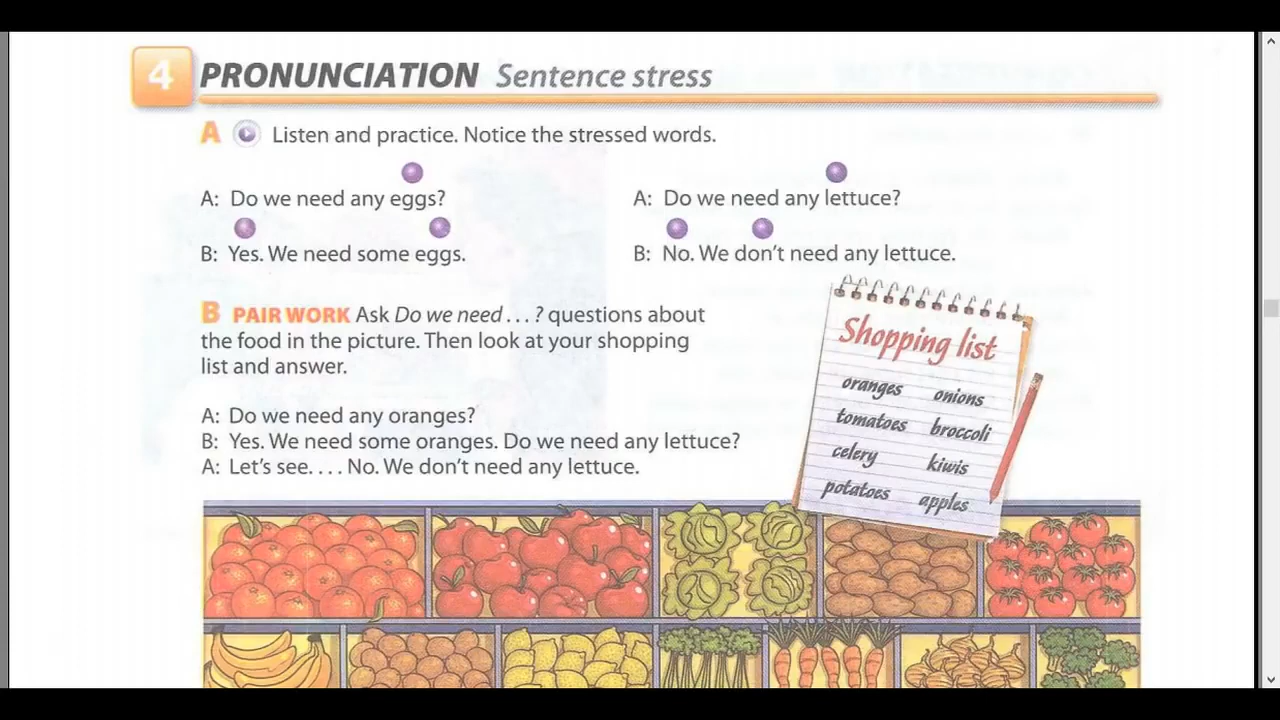 4 PRONUNCIATION Sentence stress
A Listen and practice. Notice the stressed words.
A: Do we need any eggs?
B: Yes. We need some eggs.
A: Do we need any lettuce?
B: No. We don't need any lettuce.
B PAIR WORK Ask Do we need . . . ? questions about
the food in the picture. Then look at your shopping
list and answer.
A: Do we need any oranges?
B: Yes. We need some oranges. Do we need any lettuce?
A: Let's see. . . . No. We don't need any lettuce.
Shopping list
oranges onions
tomatoes broccoli
celery kiwis
potatoes apples